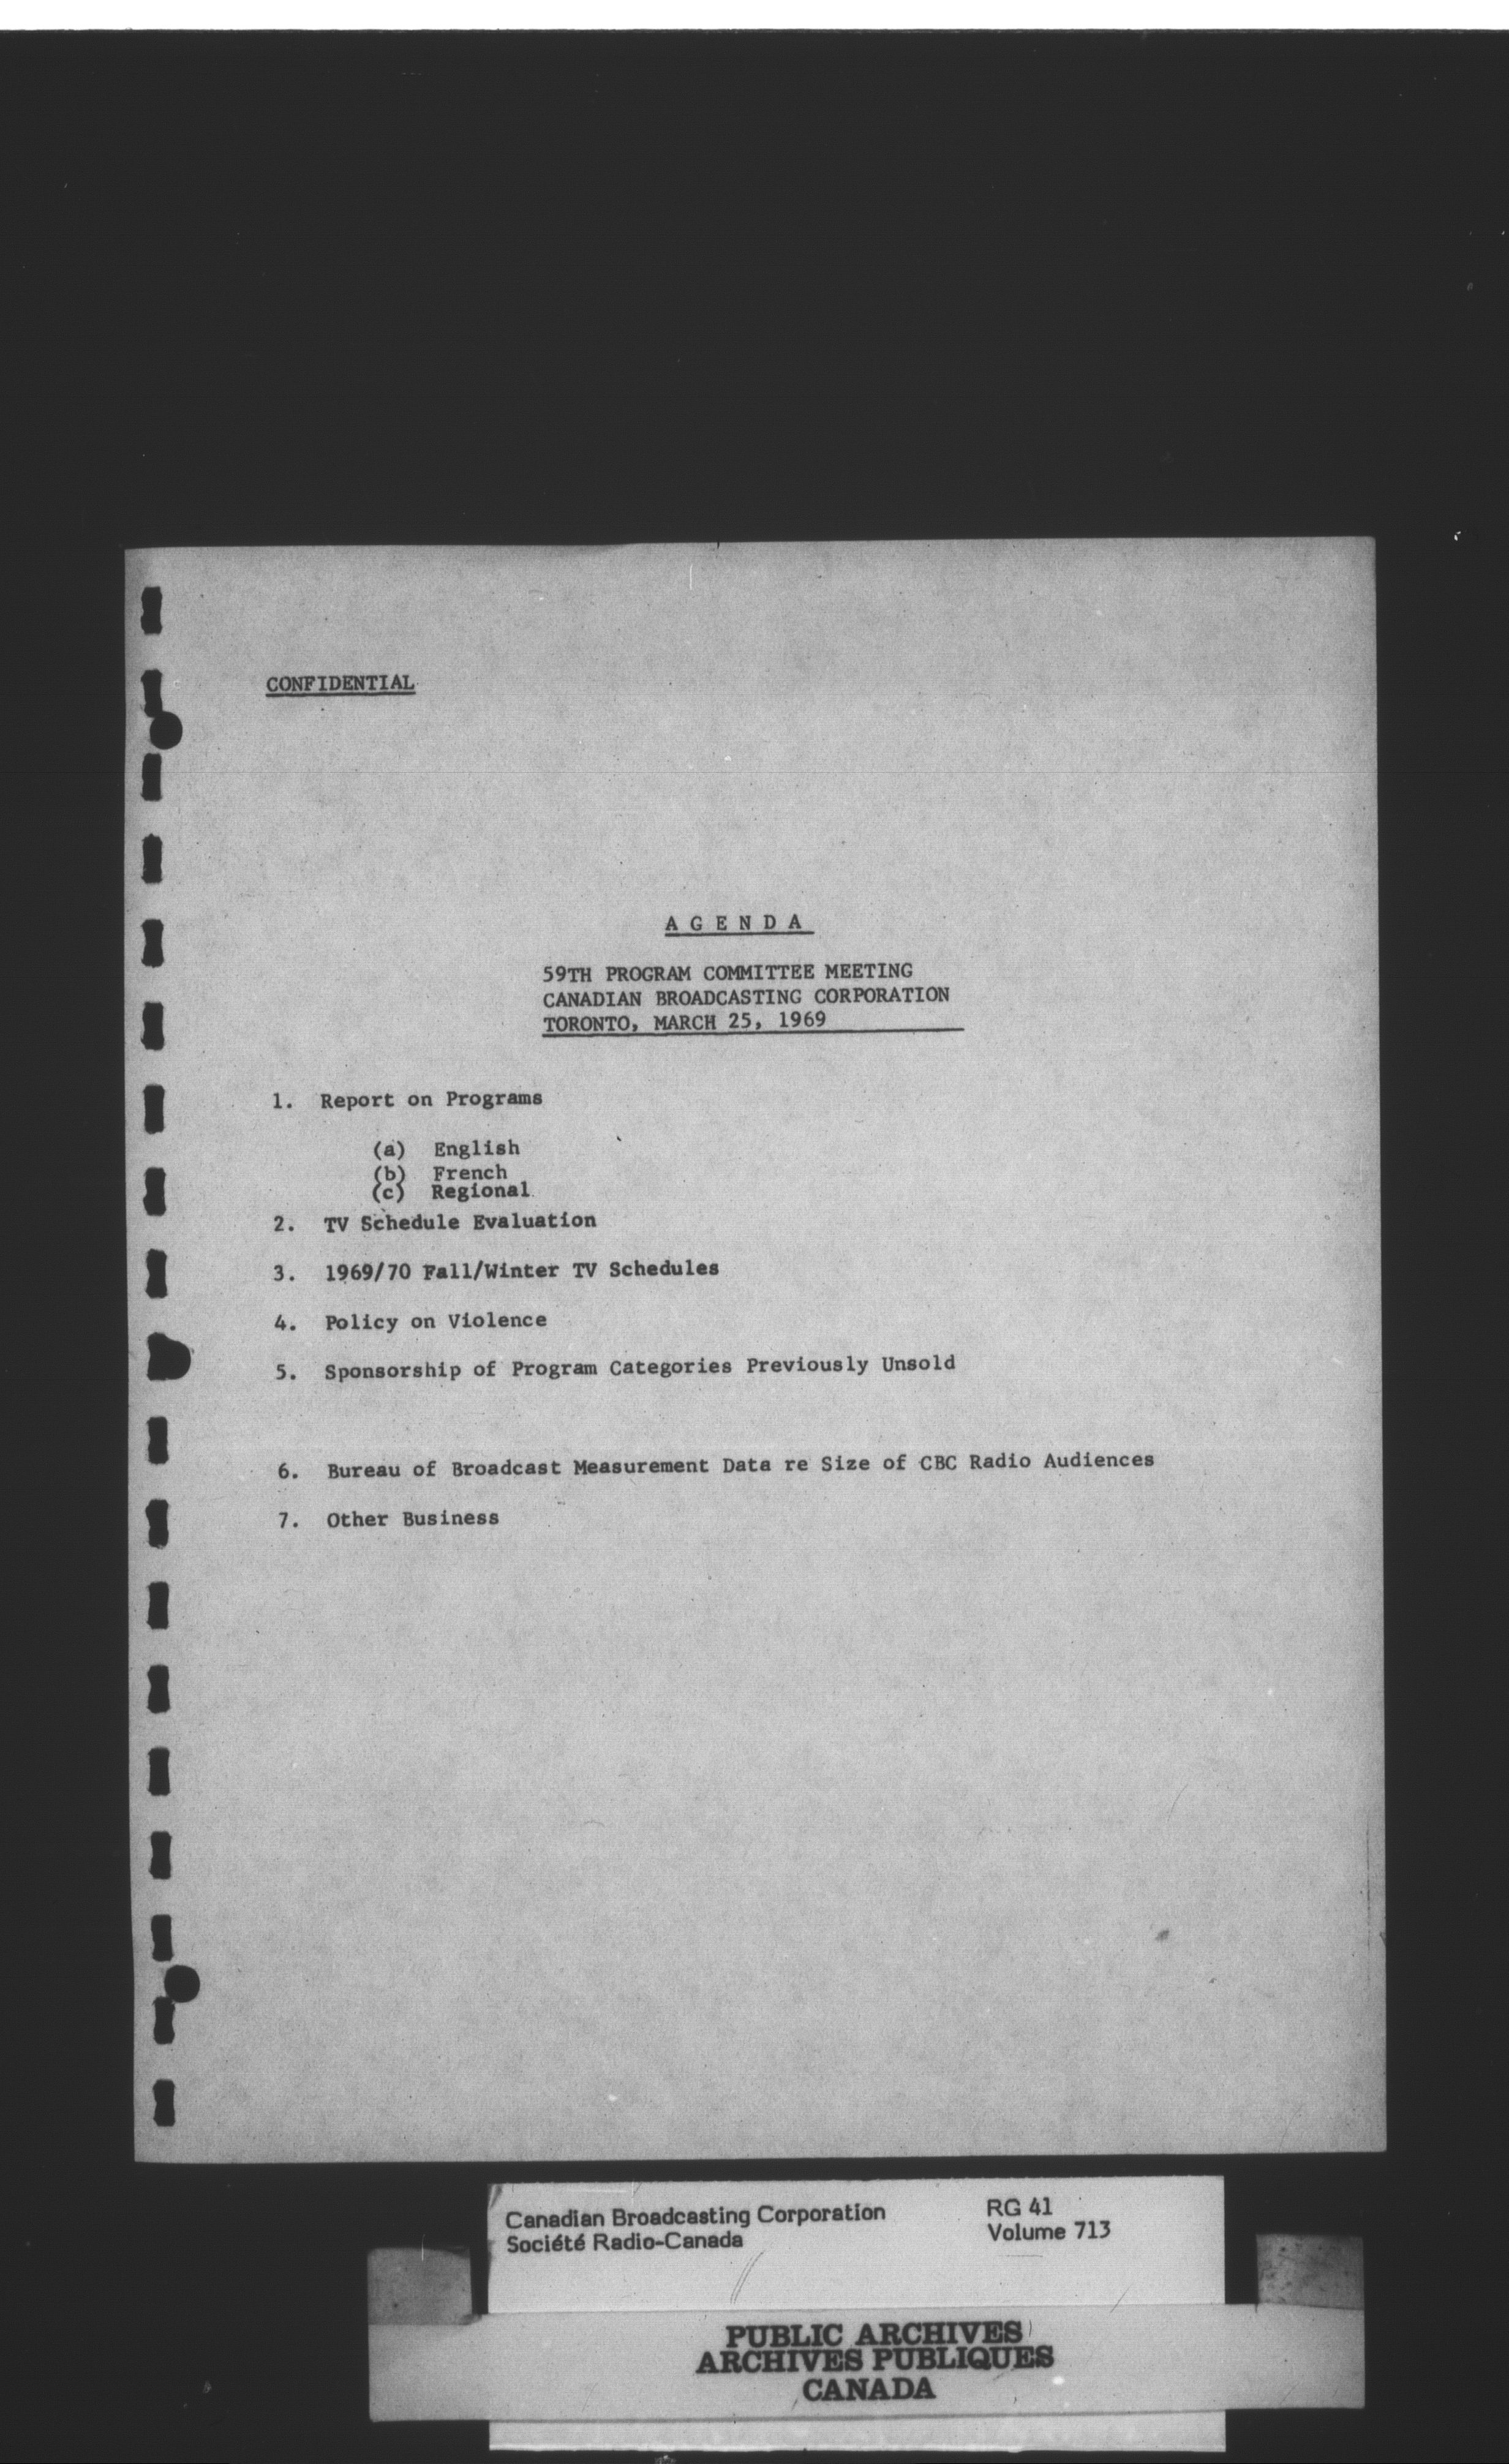 CONFIDENTIAL
A G E N D A
59TH PROGRAM COMMITTEE MEETING
CANADIAN BROADCASTING CORPORATION
TORONTO, MARCH 25, 1969
1. Report on Programs
(a) English
(b) French
(c) Regional
2. TV Schedule Evaluation
3. 1969/70 Fall/Winter TV Schedules
4. Policy on Violence
5. Sponsorship of Program Categories Previously Unsold
6. Bureau of Broadcast Measurement Data re Size of CBC Radio Audiences
7. Other Business
Canadian Broadcasting Corporation
Société Radio-Canada
RG 41
Volume 713
PUBLIC ARCHIVES
ARCHIVES PUBLIQUES
CANADA